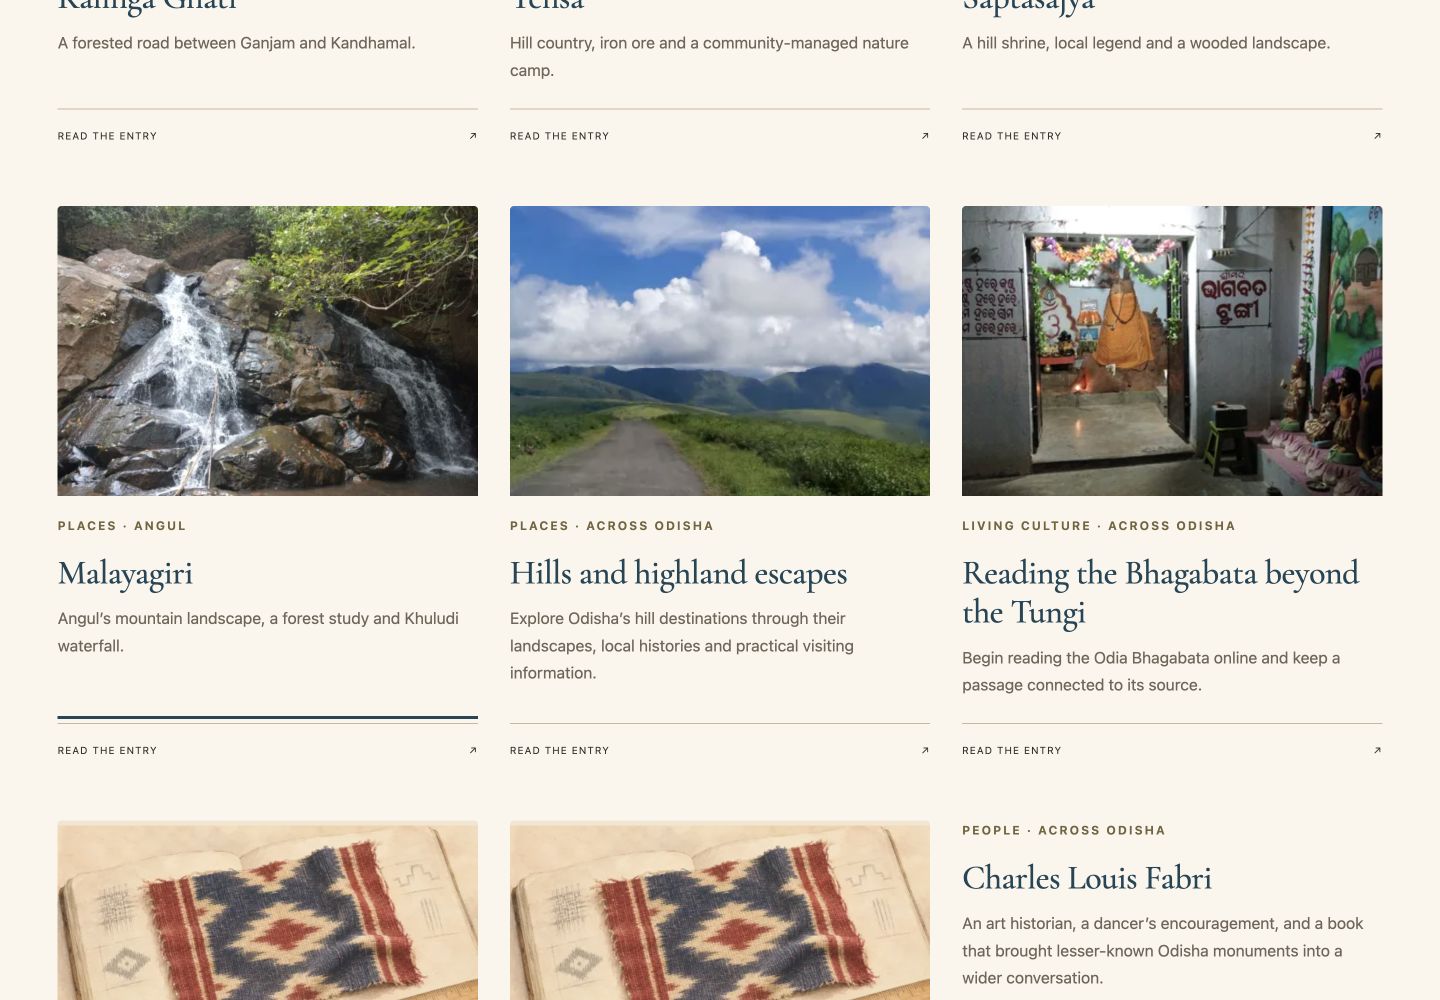 A forested road between Ganjam and Kandhamal.
READ THE ENTRY ↗
Hill country, iron ore and a community-managed nature
camp.
READ THE ENTRY ↗
Saptasajya
A hill shrine, local legend and a wooded landscape.
READ THE ENTRY ↗
PLACES · ANGUL
Malayagiri
Angul’s mountain landscape, a forest study and Khuludi
waterfall.
READ THE ENTRY ↗
PLACES · ACROSS ODISHA
Hills and highland escapes
Explore Odisha’s hill destinations through their
landscapes, local histories and practical visiting
information.
READ THE ENTRY ↗
ଭାଗବତ
ଟୁଙ୍ଗୀ
LIVING CULTURE · ACROSS ODISHA
Reading the Bhagabata beyond
the Tungi
Begin reading the Odia Bhagabata online and keep a
passage connected to its source.
READ THE ENTRY ↗
PEOPLE · ACROSS ODISHA
Charles Louis Fabri
An art historian, a dancer’s encouragement, and a book
that brought lesser-known Odisha monuments into a
wider conversation.